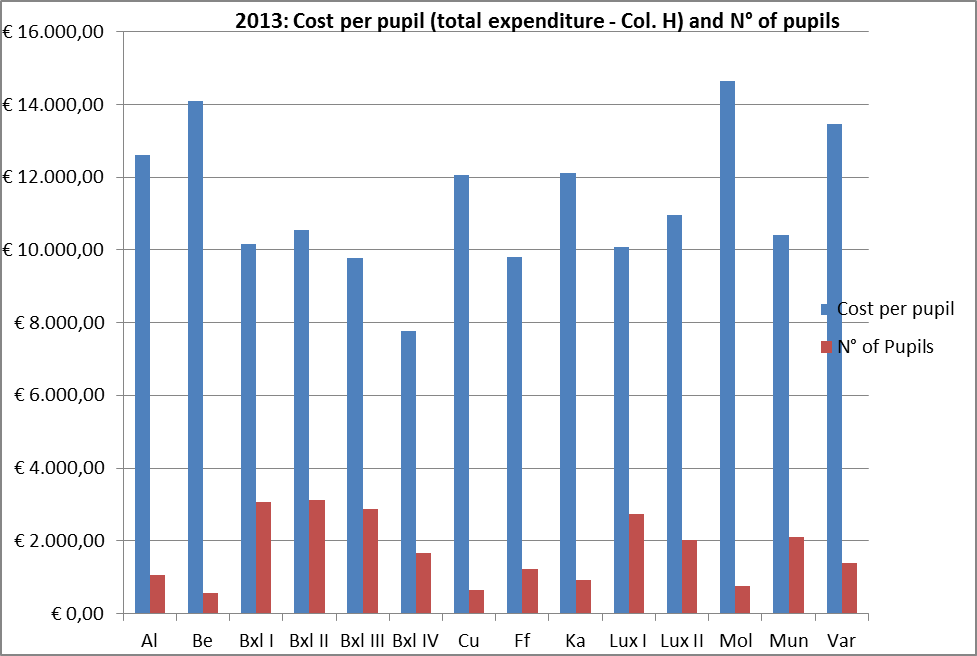 2013: Cost per pupil (total expenditure - Col. H) and N° of pupils
€ 16.000,00
€ 14.000,00
€ 12.000,00
€ 10.000,00
€ 8.000,00
€ 6.000,00
€ 4.000,00
€ 2.000,00
€ 0,00
Al Be Bxl I Bxl II Bxl III Bxl IV Cu Ff Ka Lux I Lux II Mol Mun Var
Cost per pupil
N° of Pupils